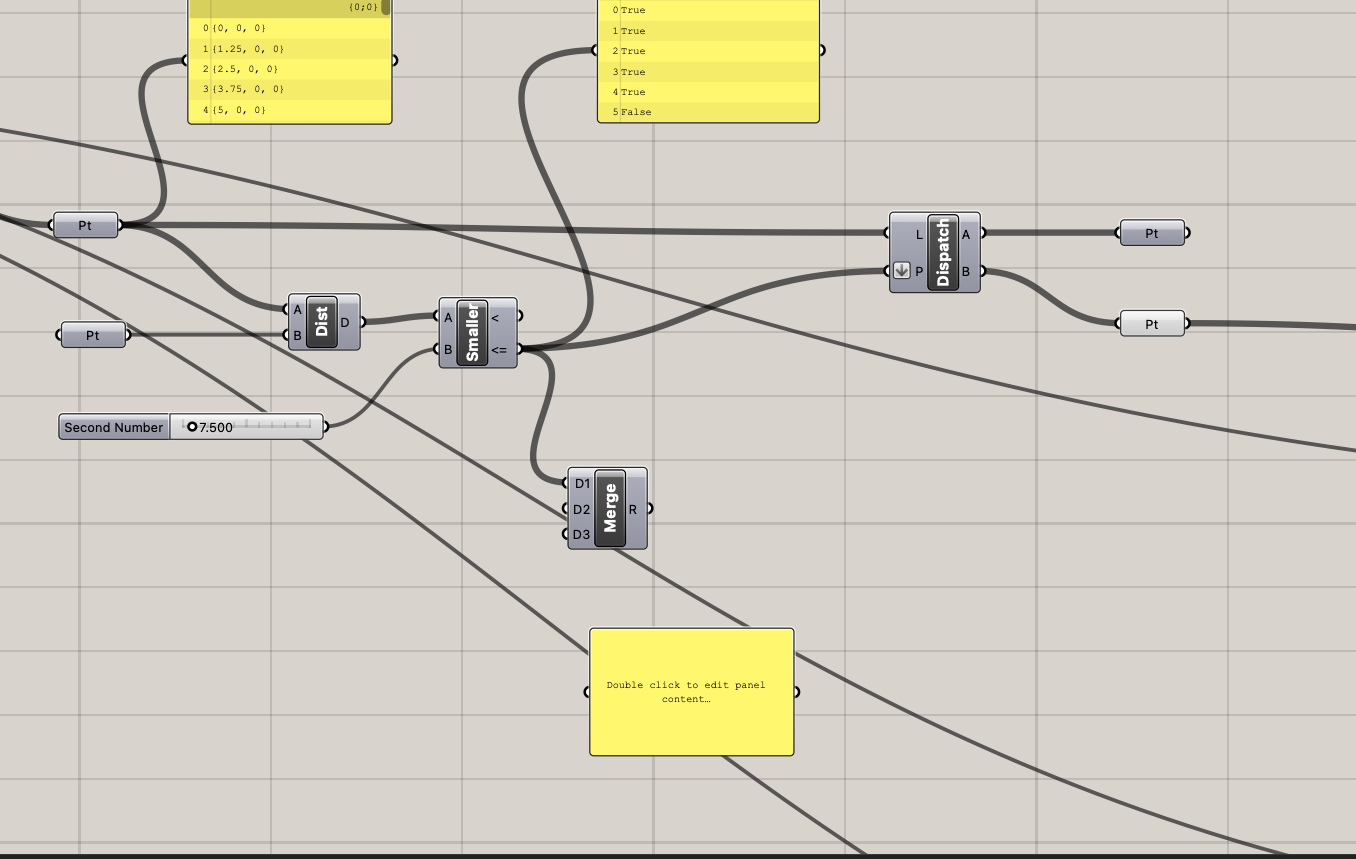 {0;0}
0 {0, 0, 0}
1 {1.25, 0, 0}
2 {2.5, 0, 0}
3 {3.75, 0, 0}
4 {5, 0, 0}
0 True
1 True
2 True
3 True
4 True
5 False
Pt
L
P
Dispatch
A
B
Pt
Pt
A
B
Dist
D
A
B
Smaller
<
<=
Pt
Second Number
7.500
D1
D2
D3
Merge
R
Double click to edit panel
content…